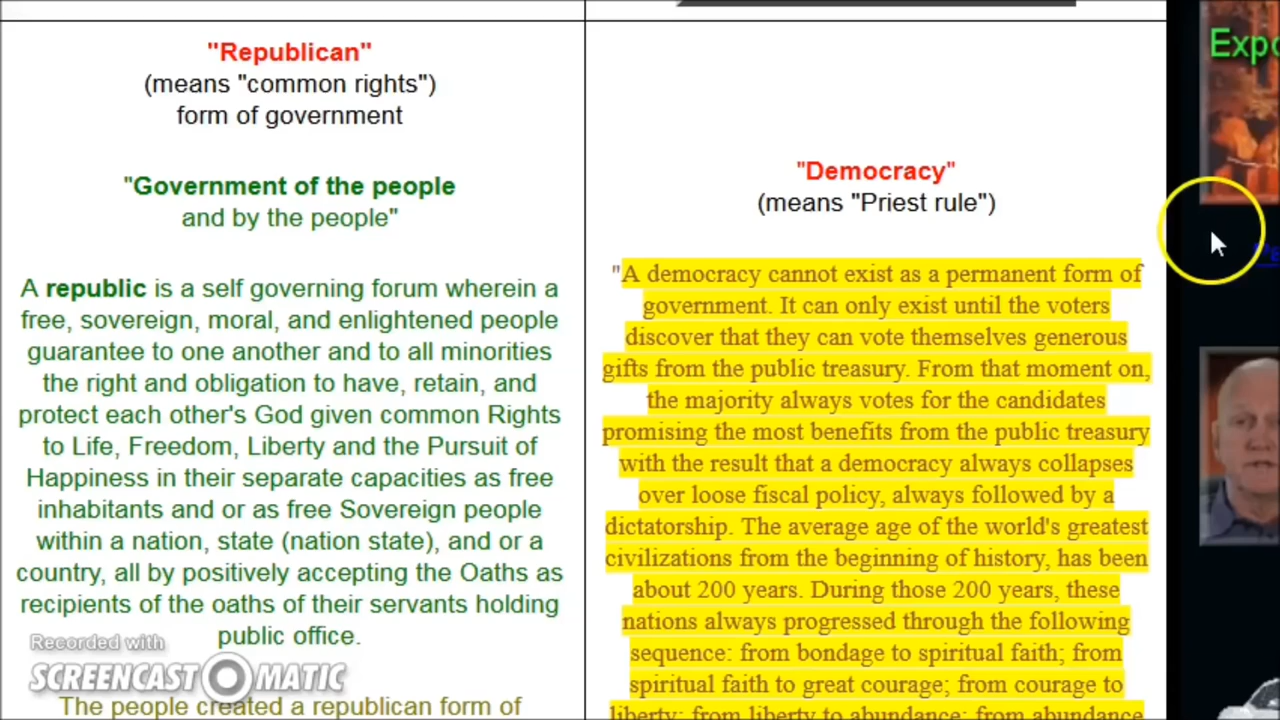 "Republican"
(means "common rights")
form of government
"Government of the people
and by the people"
A republic is a self governing forum wherein a
free, sovereign, moral, and enlightened people
guarantee to one another and to all minorities
the right and obligation to have, retain, and
protect each other's God given common Rights
to Life, Freedom, Liberty and the Pursuit of
Happiness in their separate capacities as free
inhabitants and or as free Sovereign people
within a nation, state (nation state), and or a
country, all by positively accepting the Oaths as
recipients of the oaths of their servants holding
public office.
The people created a republican form of
"Democracy"
(means "Priest rule")
"A democracy cannot exist as a permanent form of
government. It can only exist until the voters
discover that they can vote themselves generous
gifts from the public treasury. From that moment on,
the majority always votes for the candidates
promising the most benefits from the public treasury
with the result that a democracy always collapses
over loose fiscal policy, always followed by a
dictatorship. The average age of the world's greatest
civilizations from the beginning of history, has been
about 200 years. During those 200 years, these
nations always progressed through the following
sequence: from bondage to spiritual faith; from
spiritual faith to great courage; from courage to
liberty; from liberty to abundance; from abundance
Expo
Recorded with
SCREENCAST MATIC